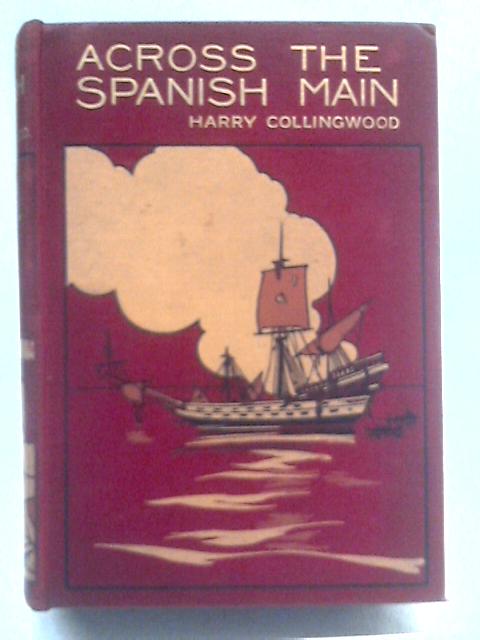 ACROSS THE
SPANISH MAIN
HARRY COLLINGWOOD